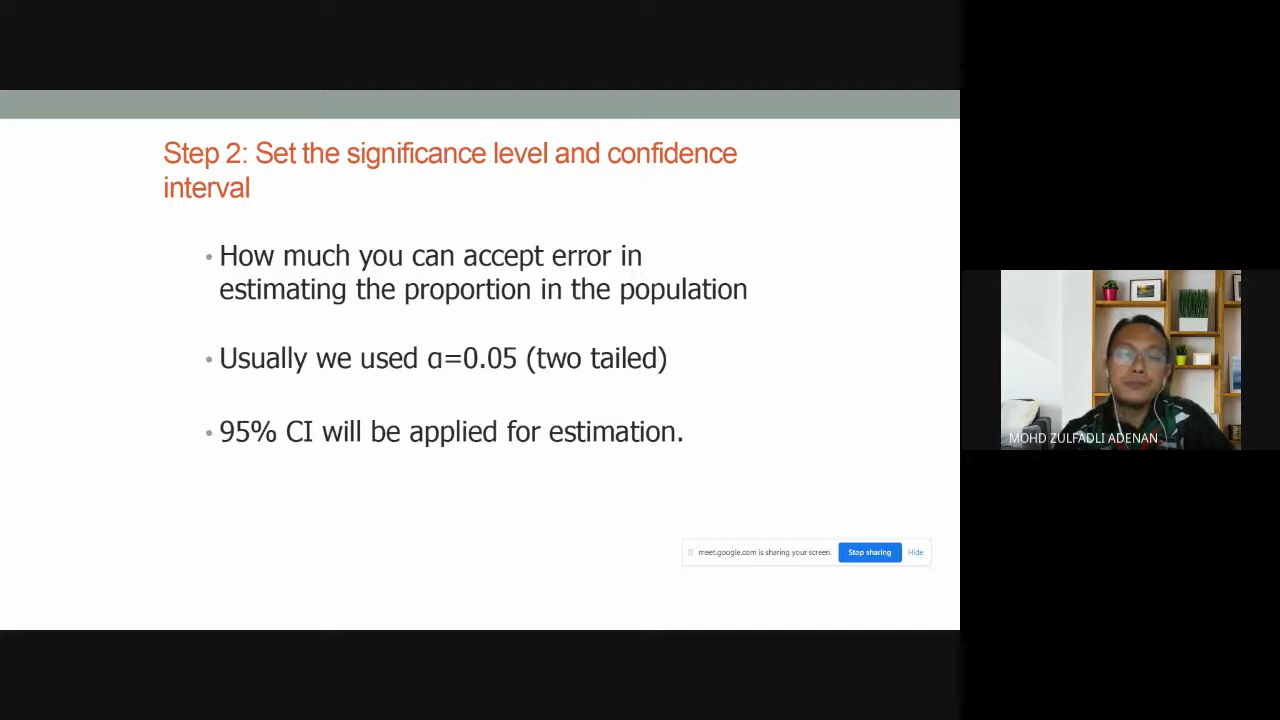 Step 2: Set the significance level and confidence
interval
• How much you can accept error in
estimating the proportion in the population
• Usually we used α=0.05 (two tailed)
• 95% CI will be applied for estimation.
meet.google.com is sharing your screen. Stop sharing Hide
MOHD ZULFADLI ADENAN